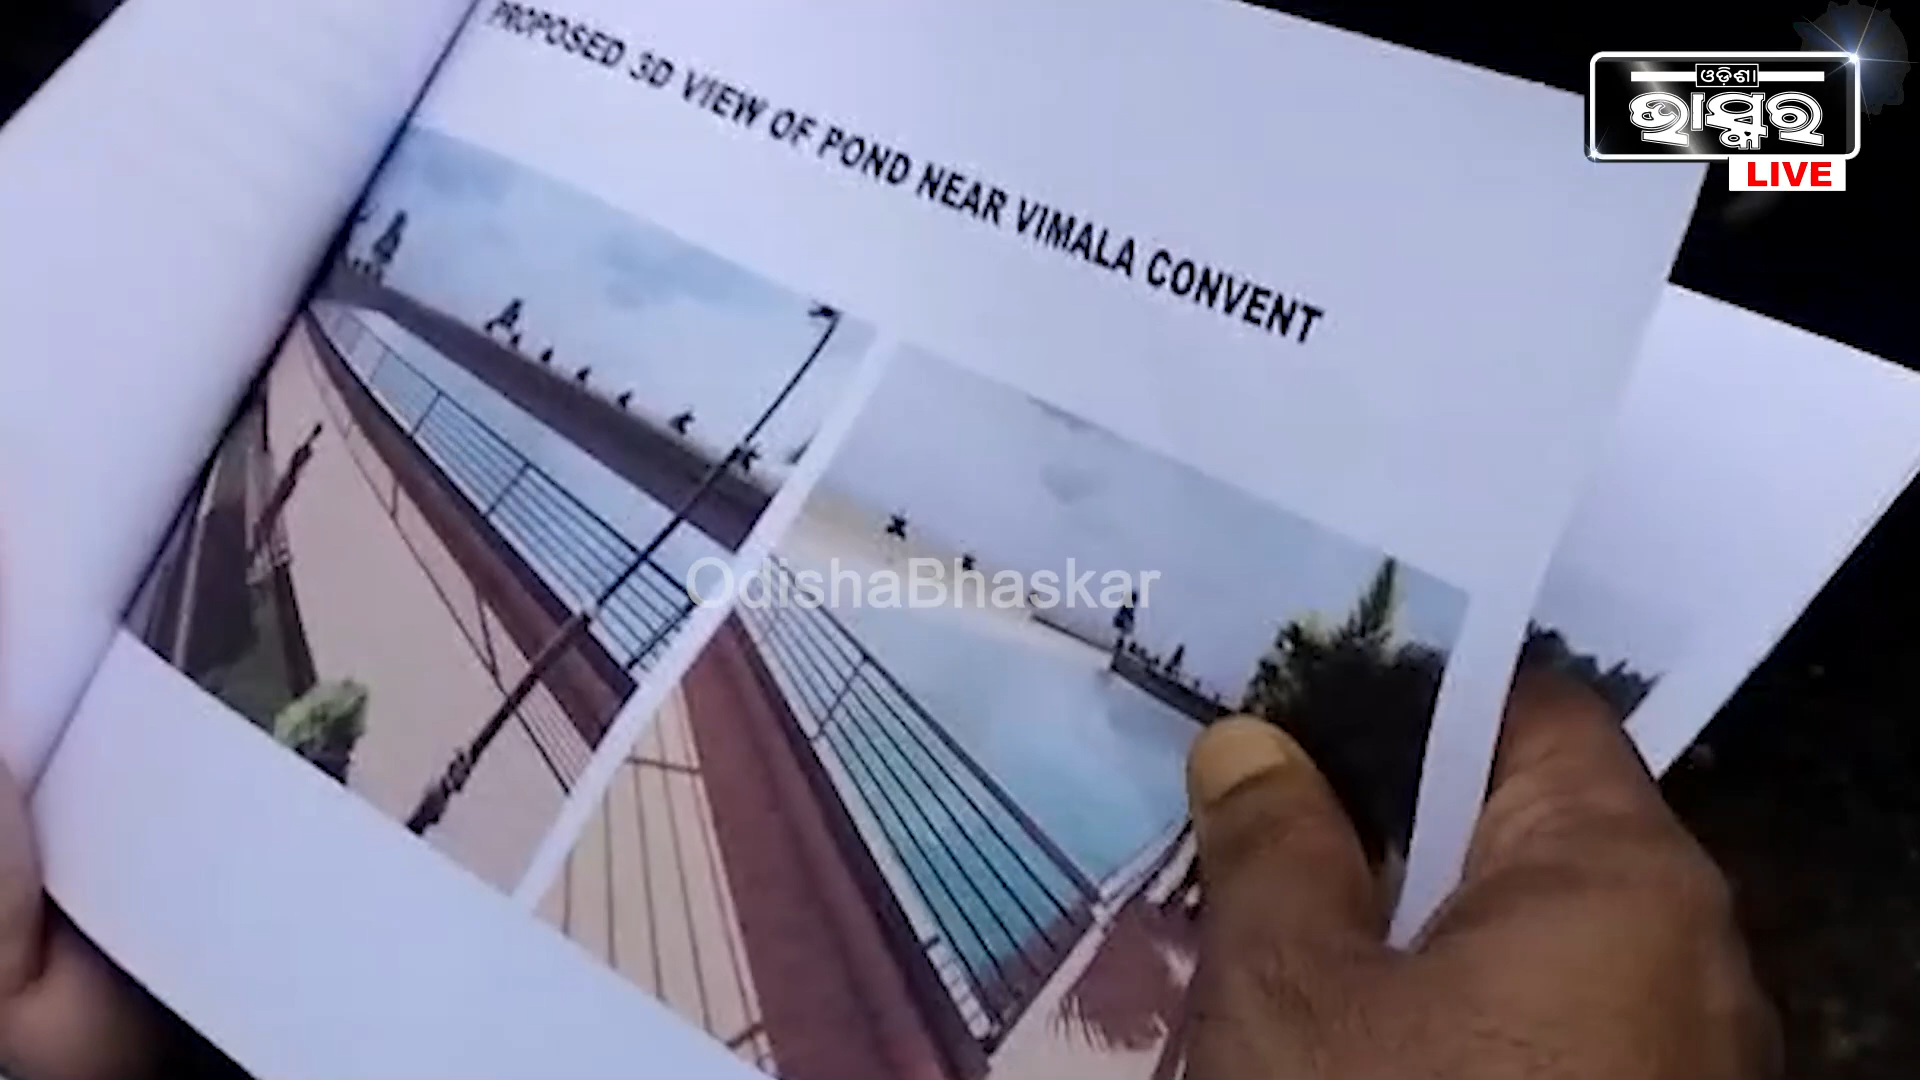 PROPOSED 3D VIEW OF POND NEAR VIMALA CONVENT
ଓଡ଼ିଶା
ଭାସ୍କର
LIVE
OdishaBhaskar